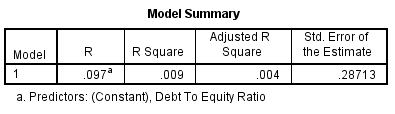 Model Summary
Model R R Square Adjusted R Square Std. Error of the Estimate
1 .097a .009 .004 .28713
a. Predictors: (Constant), Debt To Equity Ratio